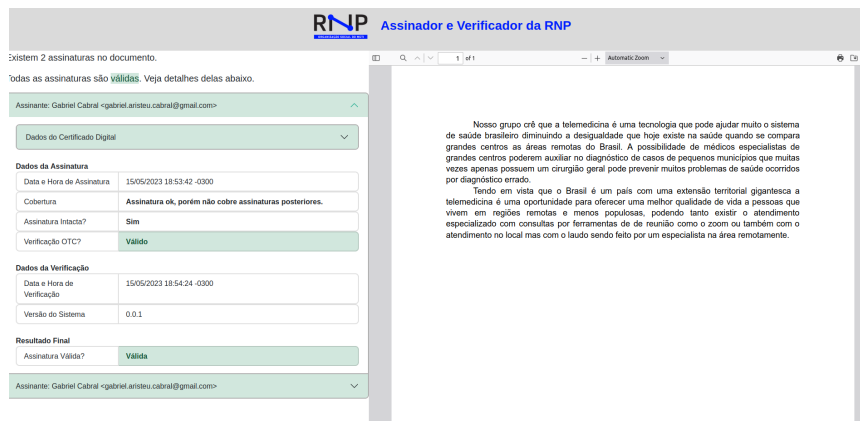 RNP
Assinador e Verificador da RNP
Existem 2 assinaturas no documento.
Todas as assinaturas são válidas. Veja detalhes delas abaixo.
Assinante: Gabriel Cabral <gabriel.aristeu.cabral@gmail.com>
Dados do Certificado Digital
Dados da Assinatura
Data e Hora de Assinatura 15/05/2023 18:53:42 -0300
Cobertura Assinatura ok, porém não cobre assinaturas posteriores.
Assinatura Intacta? Sim
Verificação OTC? Válido
Dados da Verificação
Data e Hora de
Verificação 15/05/2023 18:54:24 -0300
Versão do Sistema 0.0.1
Resultado Final
Assinatura Válida? Válida
Assinante: Gabriel Cabral <gabriel.aristeu.cabral@gmail.com>
1 of 1 Automatic Zoom
Nosso grupo crê que a telemedicina é uma tecnologia que pode ajudar muito o sistema
de saúde brasileiro diminuindo a desigualdade que hoje existe na saúde quando se compara
grandes centros as áreas remotas do Brasil. A possibilidade de médicos especialistas de
grandes centros poderem auxiliar no diagnóstico de casos de pequenos municípios que muitas
vezes apenas possuem um cirurgião geral pode prevenir muitos problemas de saúde ocorridos
por diagnóstico errado.
Tendo em vista que o Brasil é um país com uma extensão territorial gigantesca a
telemedicina é uma oportunidade para oferecer uma melhor qualidade de vida a pessoas que
vivem em regiões remotas e menos populosas, podendo tanto existir o atendimento
especializado com consultas por ferramentas de de reunião como o zoom ou também com o
atendimento no local mas com o laudo sendo feito por um especialista na área remotamente.